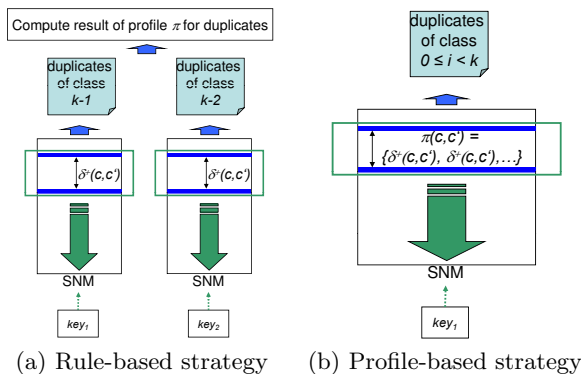 Compute result of profile π for duplicates
duplicates
of class
k-1
duplicates
of class
k-2
δ⁺(c,c‘)
δ⁺(c,c‘)
SNM
SNM
key₁
key₂
(a) Rule-based strategy
duplicates
of class
0 ≤ i < k
π(c,c‘) =
{δ⁺(c,c‘), δ⁺(c,c‘),…}
SNM
key₁
(b) Profile-based strategy